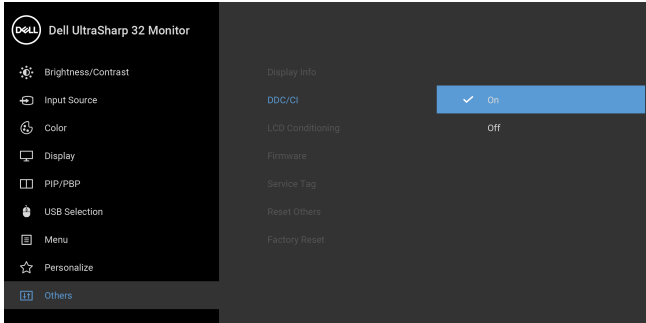 DELL
Dell UltraSharp 32 Monitor
Brightness/Contrast
Input Source
Color
Display
PIP/PBP
USB Selection
Menu
Personalize
Others
Display Info
DDC/CI
LCD Conditioning
Firmware
Service Tag
Reset Others
Factory Reset
On
Off